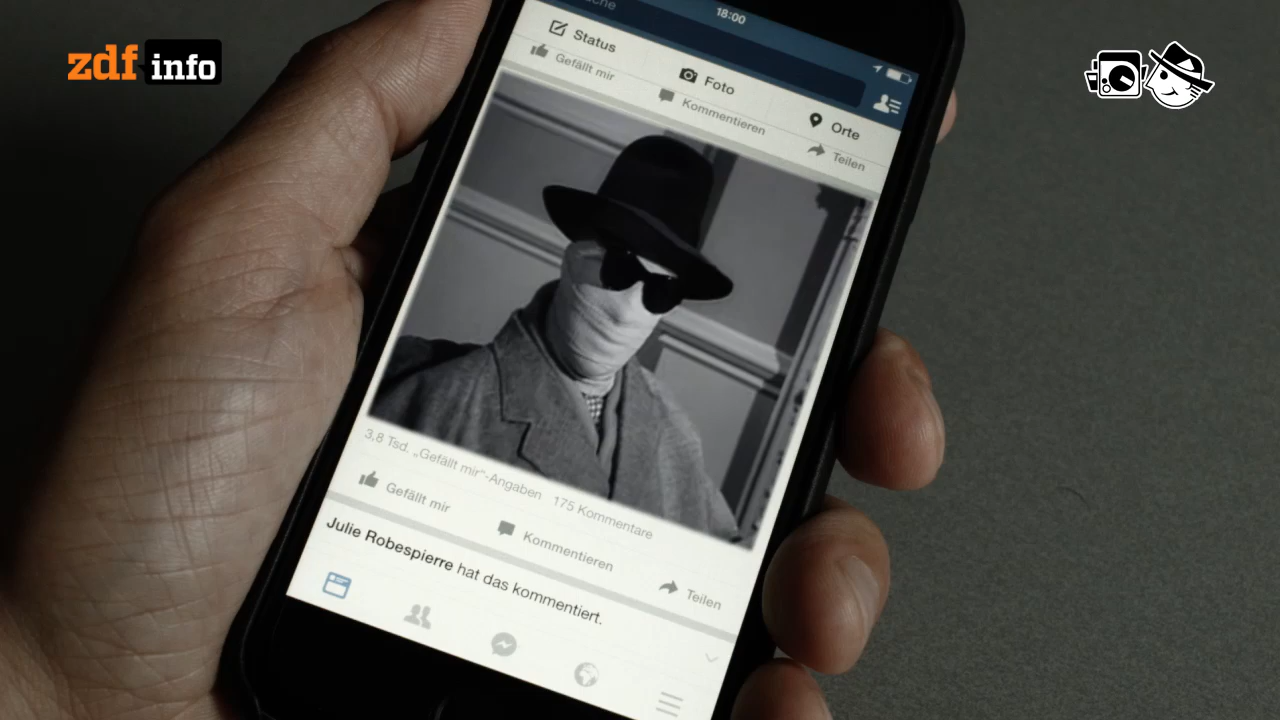 zdf info
18:00
Status
Foto
Orte
Gefällt mir
Kommentieren
Teilen
3,8 Tsd. „Gefällt mir“-Angaben 175 Kommentare
Gefällt mir
Kommentieren
Teilen
Julie Robespierre hat das kommentiert.